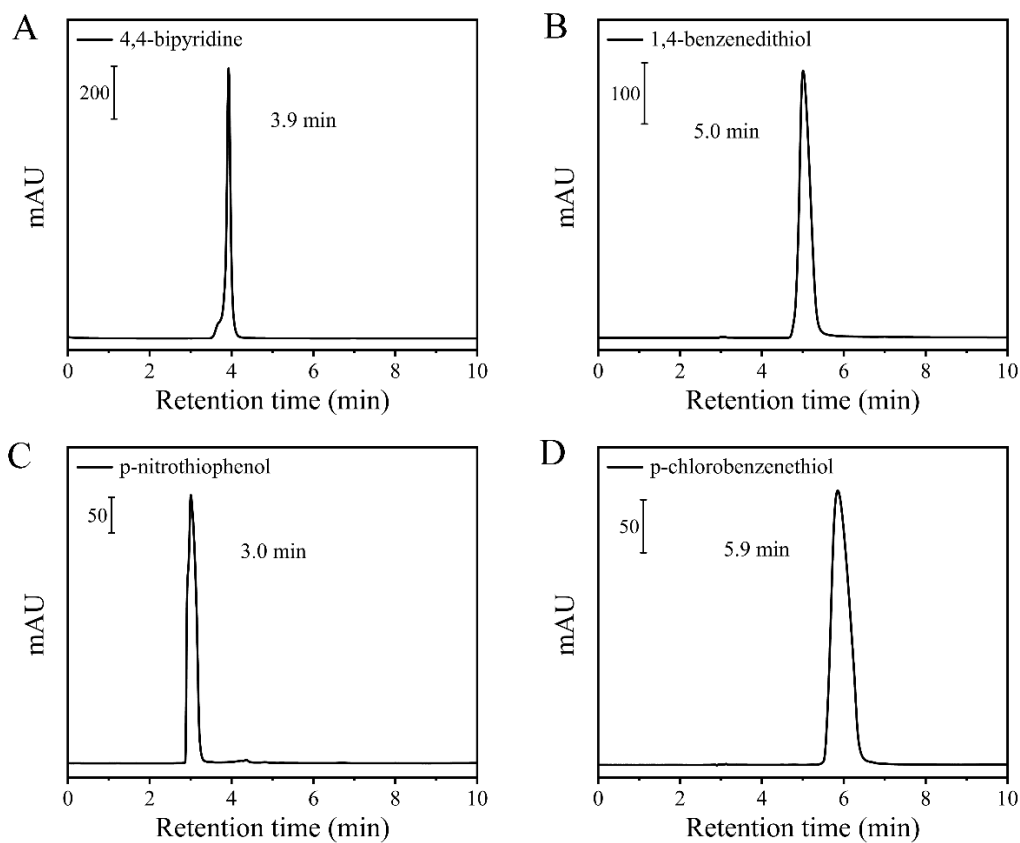 A
4,4-bipyridine
200
3.9 min
mAU
0 2 4 6 8 10
Retention time (min)
B
1,4-benzenedithiol
100
5.0 min
mAU
0 2 4 6 8 10
Retention time (min)
C
p-nitrothiophenol
50
3.0 min
mAU
0 2 4 6 8 10
Retention time (min)
D
p-chlorobenzenethiol
50
5.9 min
mAU
0 2 4 6 8 10
Retention time (min)